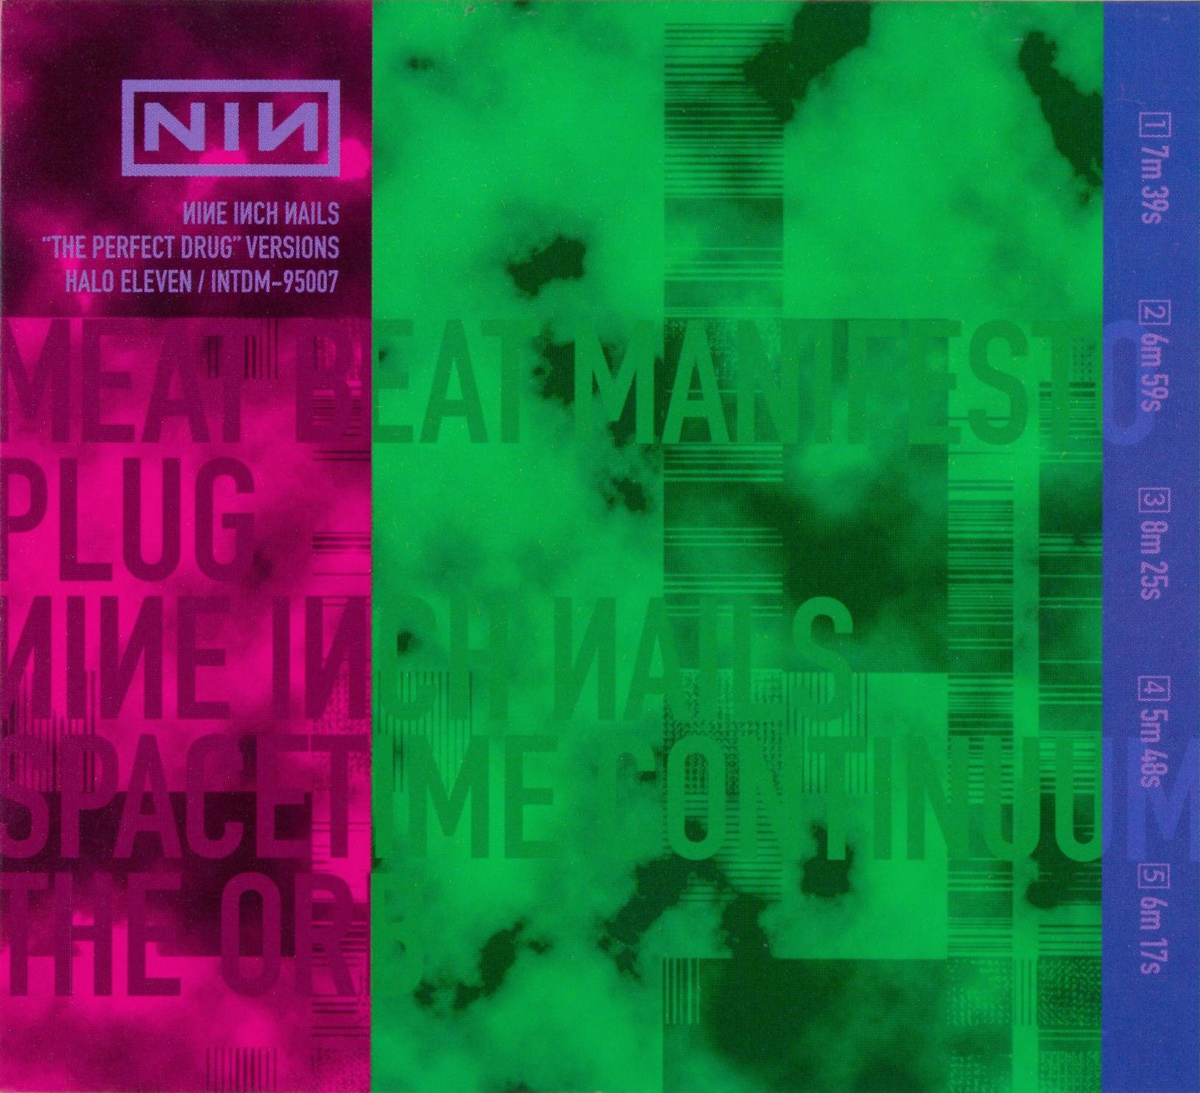 NIN
NINE INCH NAILS
"THE PERFECT DRUG" VERSIONS
HALO ELEVEN / INTDM-95007
MEAT BEAT MANIFESTO
PLUG
NINE INCH NAILS
SPACETIME CONTINUUM
THE ORB
1 7m 39s
2 6m 59s
3 8m 25s
4 5m 48s
5 6m 17s